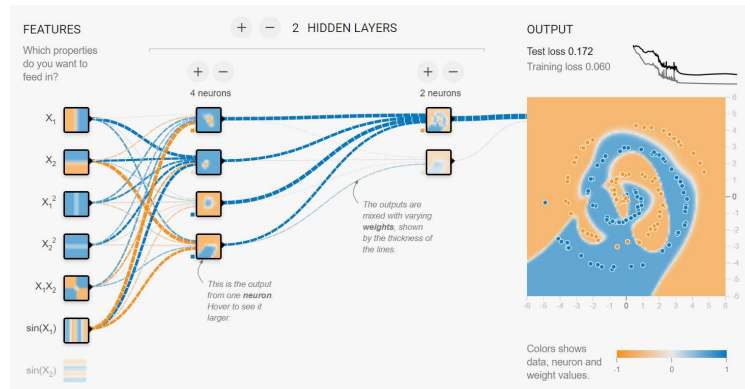 FEATURES
Which properties
do you want to
feed in?
X₁
X₂
X₁²
X₂²
X₁X₂
sin(X₁)
sin(X₂)
+ − 2 HIDDEN LAYERS
+ −
4 neurons
+ −
2 neurons
This is the output
from one neuron.
Hover to see it
larger.
The outputs are
mixed with varying
weights, shown
by the thickness of
the lines.
OUTPUT
Test loss 0.172
Training loss 0.060
6
5
4
3
2
1
0
-1
-2
-3
-4
-5
-6
-6 -5 -4 -3 -2 -1 0 1 2 3 4 5 6
Colors shows
data, neuron and
weight values.
-1 0 1